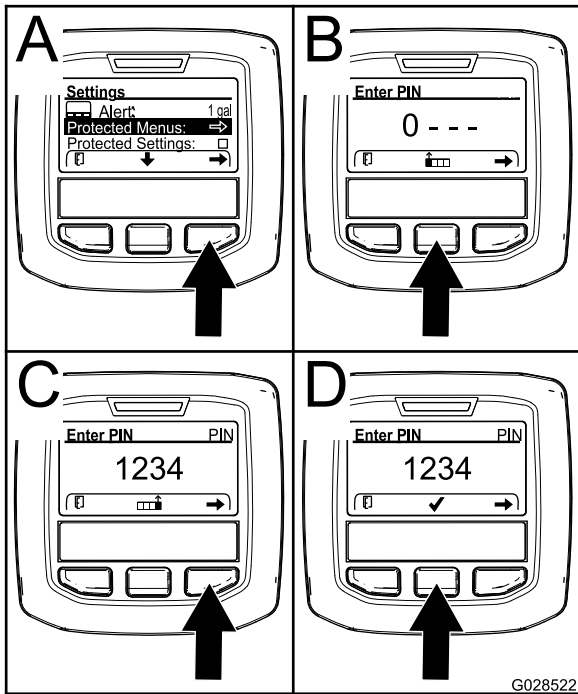 A
Settings
Alert: 1 gal
Protected Menus:
Protected Settings:
B
Enter PIN
0 - - -
C
Enter PIN PIN
1234
D
Enter PIN PIN
1234
G028522